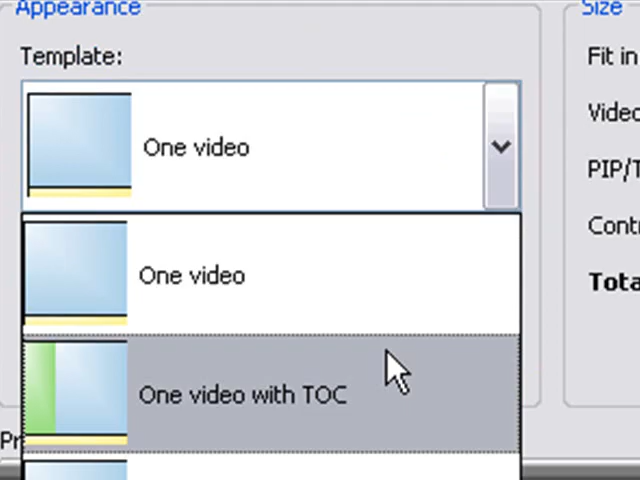 Appearance
Size
Template:
Fit in
One video
Video
PIP/T
One video
Contr
Tota
One video with TOC
Pr